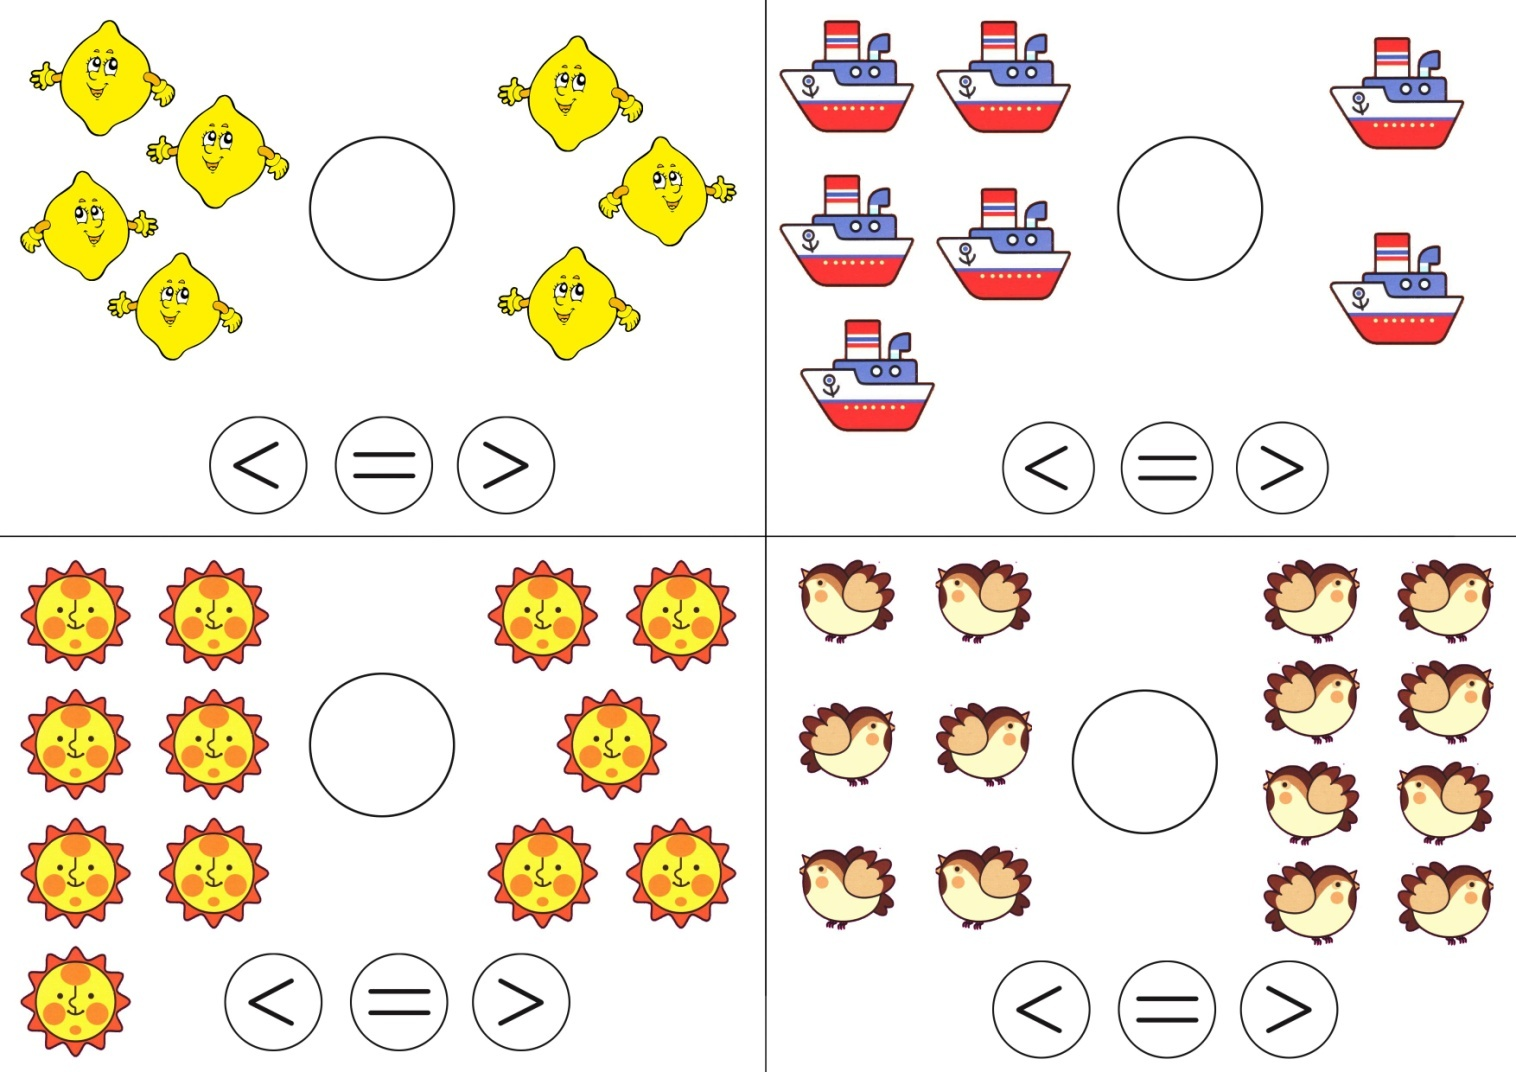 < = >
< = >
< = >
< = >